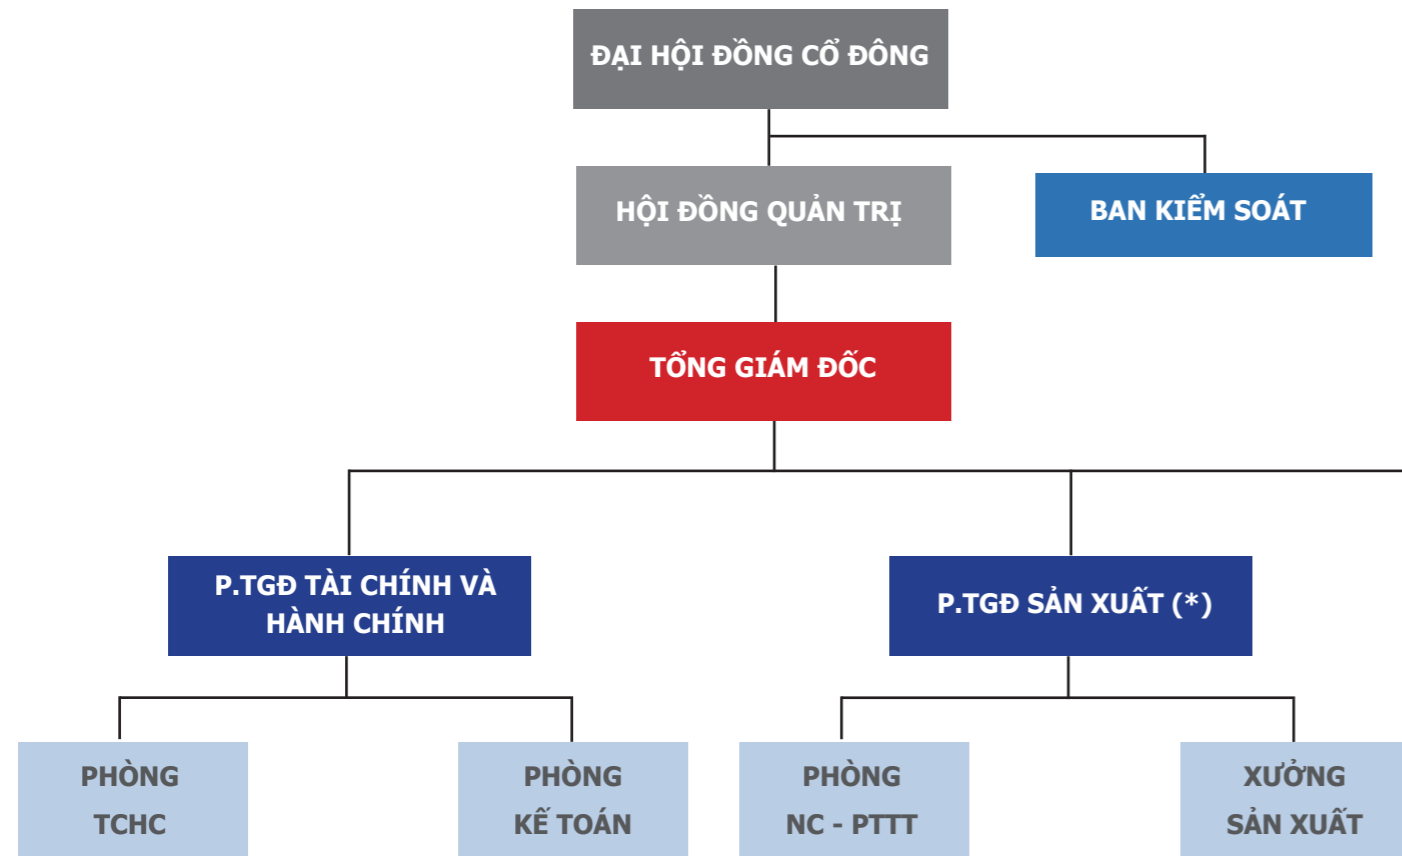 ĐẠI HỘI ĐỒNG CỔ ĐÔNG
HỘI ĐỒNG QUẢN TRỊ
BAN KIỂM SOÁT
TỔNG GIÁM ĐỐC
P.TGĐ TÀI CHÍNH VÀ
HÀNH CHÍNH
P.TGĐ SẢN XUẤT (*)
PHÒNG
TCHC
PHÒNG
KẾ TOÁN
PHÒNG
NC - PTTT
XƯỞNG
SẢN XUẤT